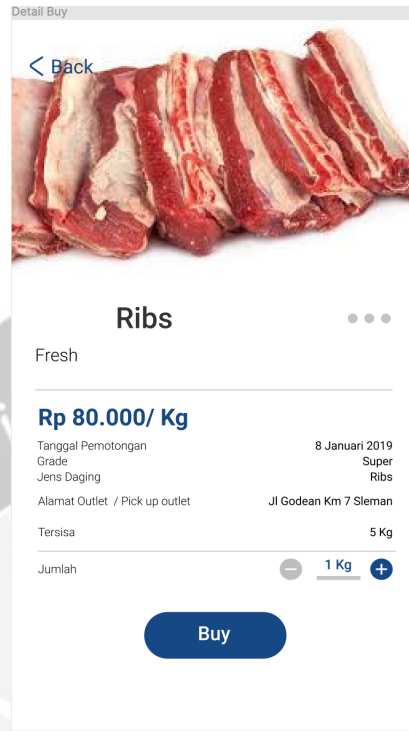 Detail Buy
Back
Ribs
Fresh
Rp 80.000/ Kg
Tanggal Pemotongan 8 Januari 2019
Grade Super
Jens Daging Ribs
Alamat Outlet / Pick up outlet Jl Godean Km 7 Sleman
Tersisa 5 Kg
Jumlah 1 Kg
Buy